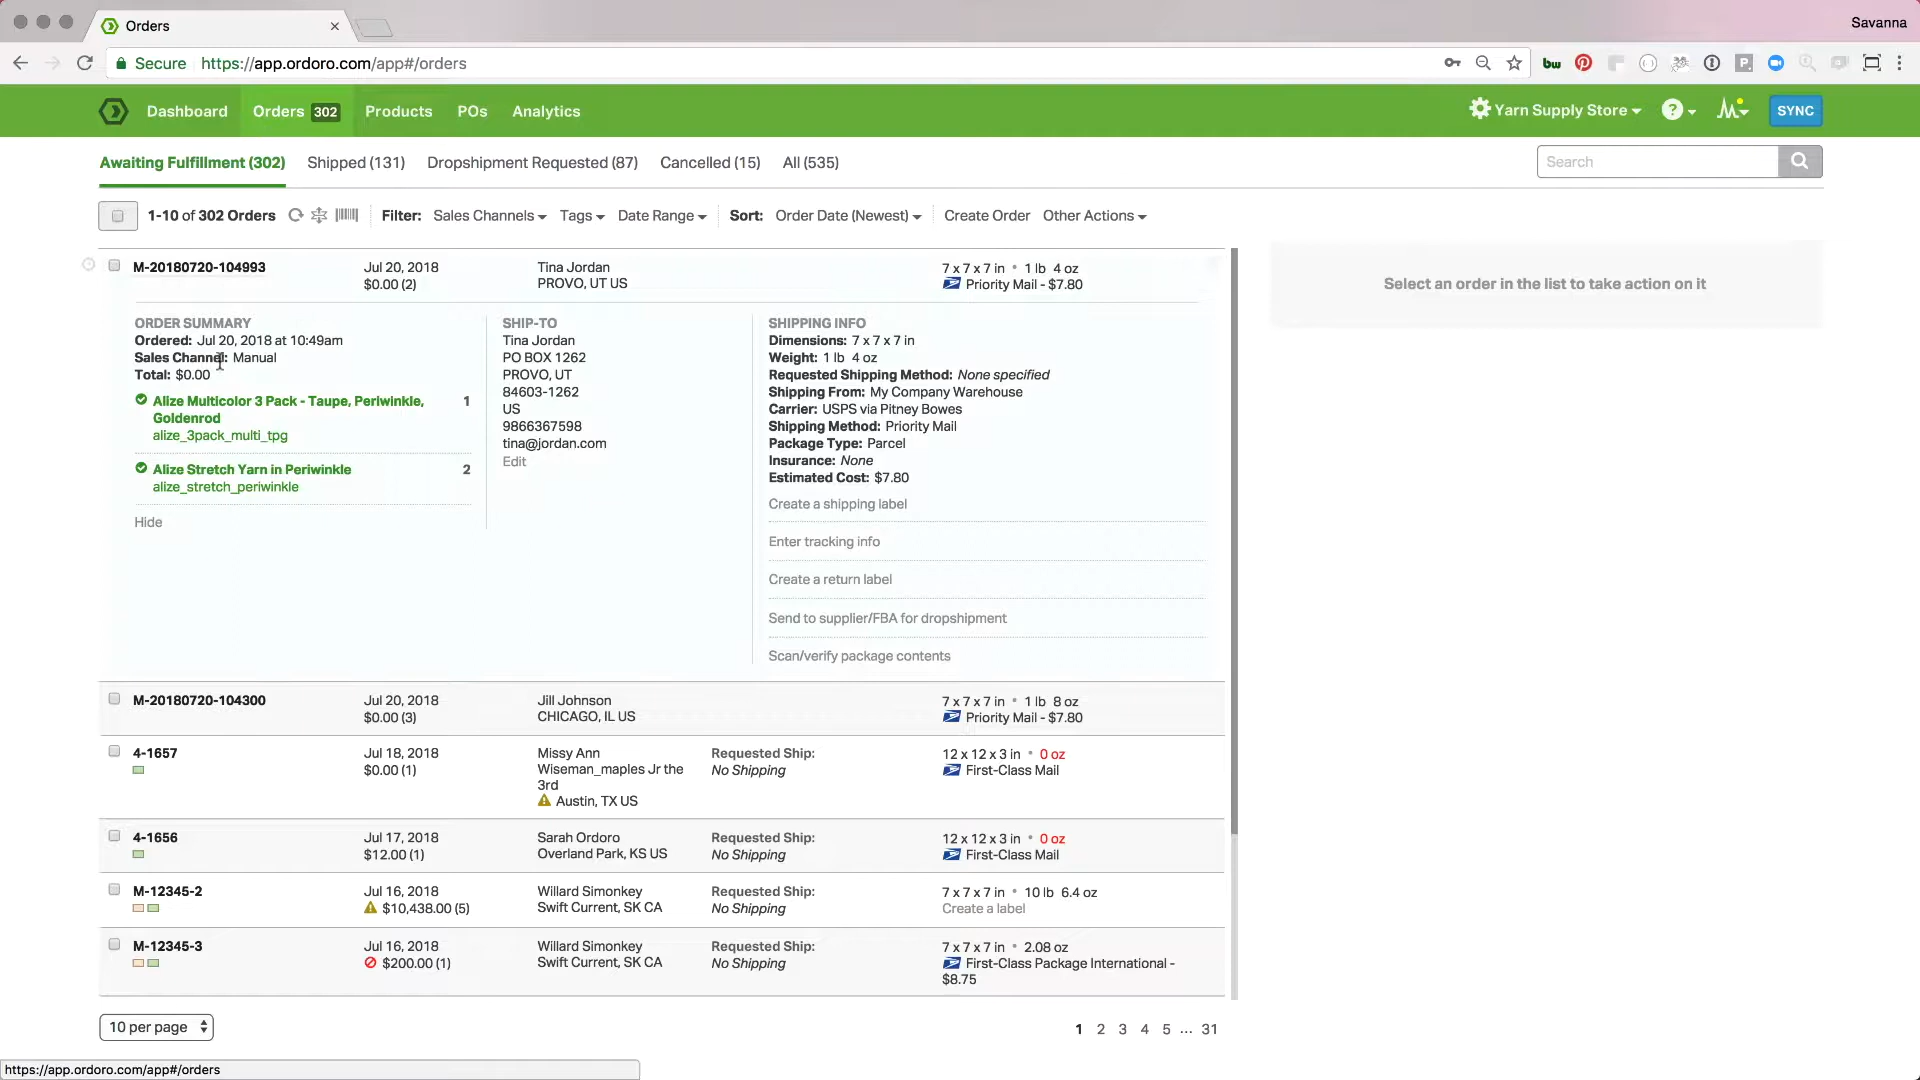 Orders
Savanna
Secure https://app.ordoro.com/app#/orders
bw
Dashboard Orders 302 Products POs Analytics
Yarn Supply Store ? SYNC
Awaiting Fulfillment (302) Shipped (131) Dropshipment Requested (87) Cancelled (15) All (535)
Search
1-10 of 302 Orders Filter: Sales Channels Tags Date Range Sort: Order Date (Newest) Create Order Other Actions
M-20180720-104993 Jul 20, 2018 Tina Jordan 7 x 7 x 7 in • 1 lb 4 oz
$0.00 (2) PROVO, UT US Priority Mail - $7.80
Select an order in the list to take action on it
ORDER SUMMARY
Ordered: Jul 20, 2018 at 10:49am
Sales Channel: Manual
Total: $0.00
Alize Multicolor 3 Pack - Taupe, Periwinkle, 1
Goldenrod
alize_3pack_multi_tpg
Alize Stretch Yarn in Periwinkle 2
alize_stretch_periwinkle
Hide
SHIP-TO
Tina Jordan
PO BOX 1262
PROVO, UT
84603-1262
US
9866367598
tina@jordan.com
Edit
SHIPPING INFO
Dimensions: 7 x 7 x 7 in
Weight: 1 lb 4 oz
Requested Shipping Method: None specified
Shipping From: My Company Warehouse
Carrier: USPS via Pitney Bowes
Shipping Method: Priority Mail
Package Type: Parcel
Insurance: None
Estimated Cost: $7.80
Create a shipping label
Enter tracking info
Create a return label
Send to supplier/FBA for dropshipment
Scan/verify package contents
M-20180720-104300 Jul 20, 2018 Jill Johnson 7 x 7 x 7 in • 1 lb 8 oz
$0.00 (3) CHICAGO, IL US Priority Mail - $7.80
4-1657 Jul 18, 2018 Missy Ann Requested Ship: 12 x 12 x 3 in • 0 oz
$0.00 (1) Wiseman_maples Jr the No Shipping First-Class Mail
3rd
Austin, TX US
4-1656 Jul 17, 2018 Sarah Ordoro Requested Ship: 12 x 12 x 3 in • 0 oz
$12.00 (1) Overland Park, KS US No Shipping First-Class Mail
M-12345-2 Jul 16, 2018 Willard Simonkey Requested Ship: 7 x 7 x 7 in • 10 lb 6.4 oz
$10,438.00 (5) Swift Current, SK CA No Shipping Create a label
M-12345-3 Jul 16, 2018 Willard Simonkey Requested Ship: 7 x 7 x 7 in • 2.08 oz
$200.00 (1) Swift Current, SK CA No Shipping First-Class Package International -
$8.75
10 per page 1 2 3 4 5 ... 31
https://app.ordoro.com/app#/orders